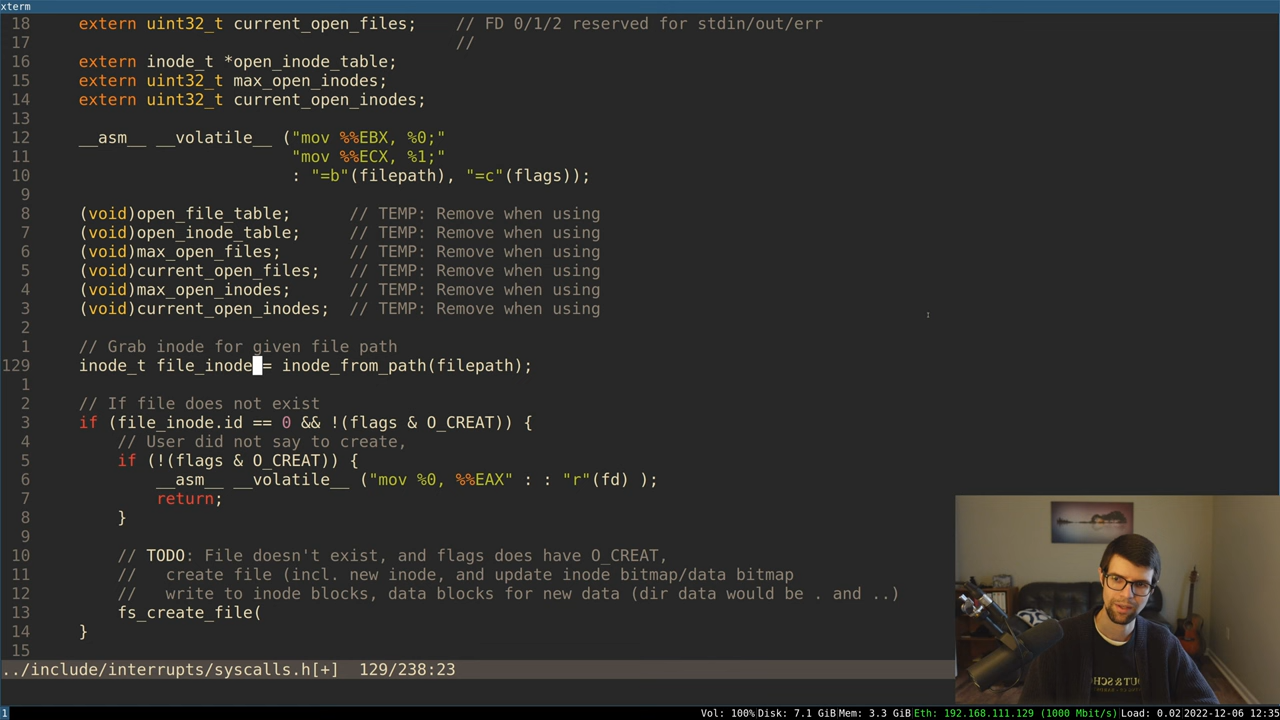 xterm
18 extern uint32_t current_open_files; // FD 0/1/2 reserved for stdin/out/err
17 //
16 extern inode_t *open_inode_table;
15 extern uint32_t max_open_inodes;
14 extern uint32_t current_open_inodes;
13
12 __asm__ __volatile__ ("mov %%EBX, %0;"
11 "mov %%ECX, %1;"
10 : "=b"(filepath), "=c"(flags));
9
8 (void)open_file_table; // TEMP: Remove when using
7 (void)open_inode_table; // TEMP: Remove when using
6 (void)max_open_files; // TEMP: Remove when using
5 (void)current_open_files; // TEMP: Remove when using
4 (void)max_open_inodes; // TEMP: Remove when using
3 (void)current_open_inodes; // TEMP: Remove when using
2
1 // Grab inode for given file path
129 inode_t file_inode = inode_from_path(filepath);
1
2 // If file does not exist
3 if (file_inode.id == 0 && !(flags & O_CREAT)) {
4 // User did not say to create,
5 if (!(flags & O_CREAT)) {
6 __asm__ __volatile__ ("mov %0, %%EAX" : : "r"(fd) );
7 return;
8 }
9
10 // TODO: File doesn't exist, and flags does have O_CREAT,
11 // create file (incl. new inode, and update inode bitmap/data bitmap
12 // write to inode blocks, data blocks for new data (dir data would be . and ..)
13 fs_create_file(
14 }
15
../include/interrupts/syscalls.h[+] 129/238:23
1 Vol: 100% Disk: 7.1 GiB Mem: 3.3 GiB Eth: 192.168.111.129 (1000 Mbit/s) Load: 0.02 2022-12-06 12:35